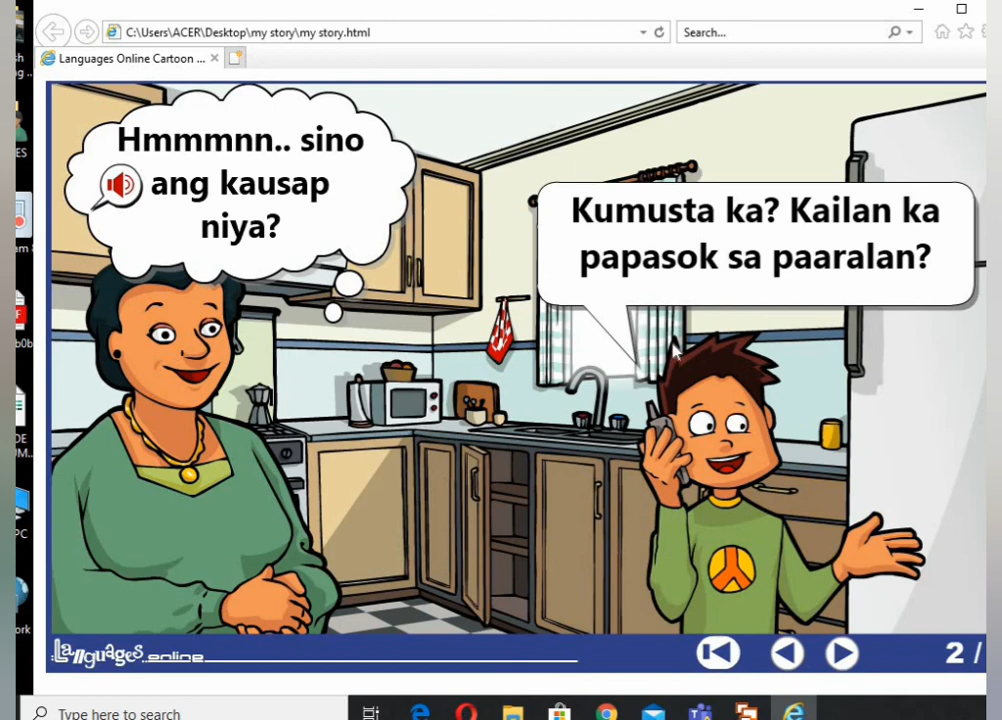 C:\Users\ACER\Desktop\my story\my story.html
Search...
Languages Online Cartoon ...
Hmmmnn.. sino
ang kausap
niya?
Kumusta ka? Kailan ka
papasok sa paaralan?
Languages online
2 /
Type here to search